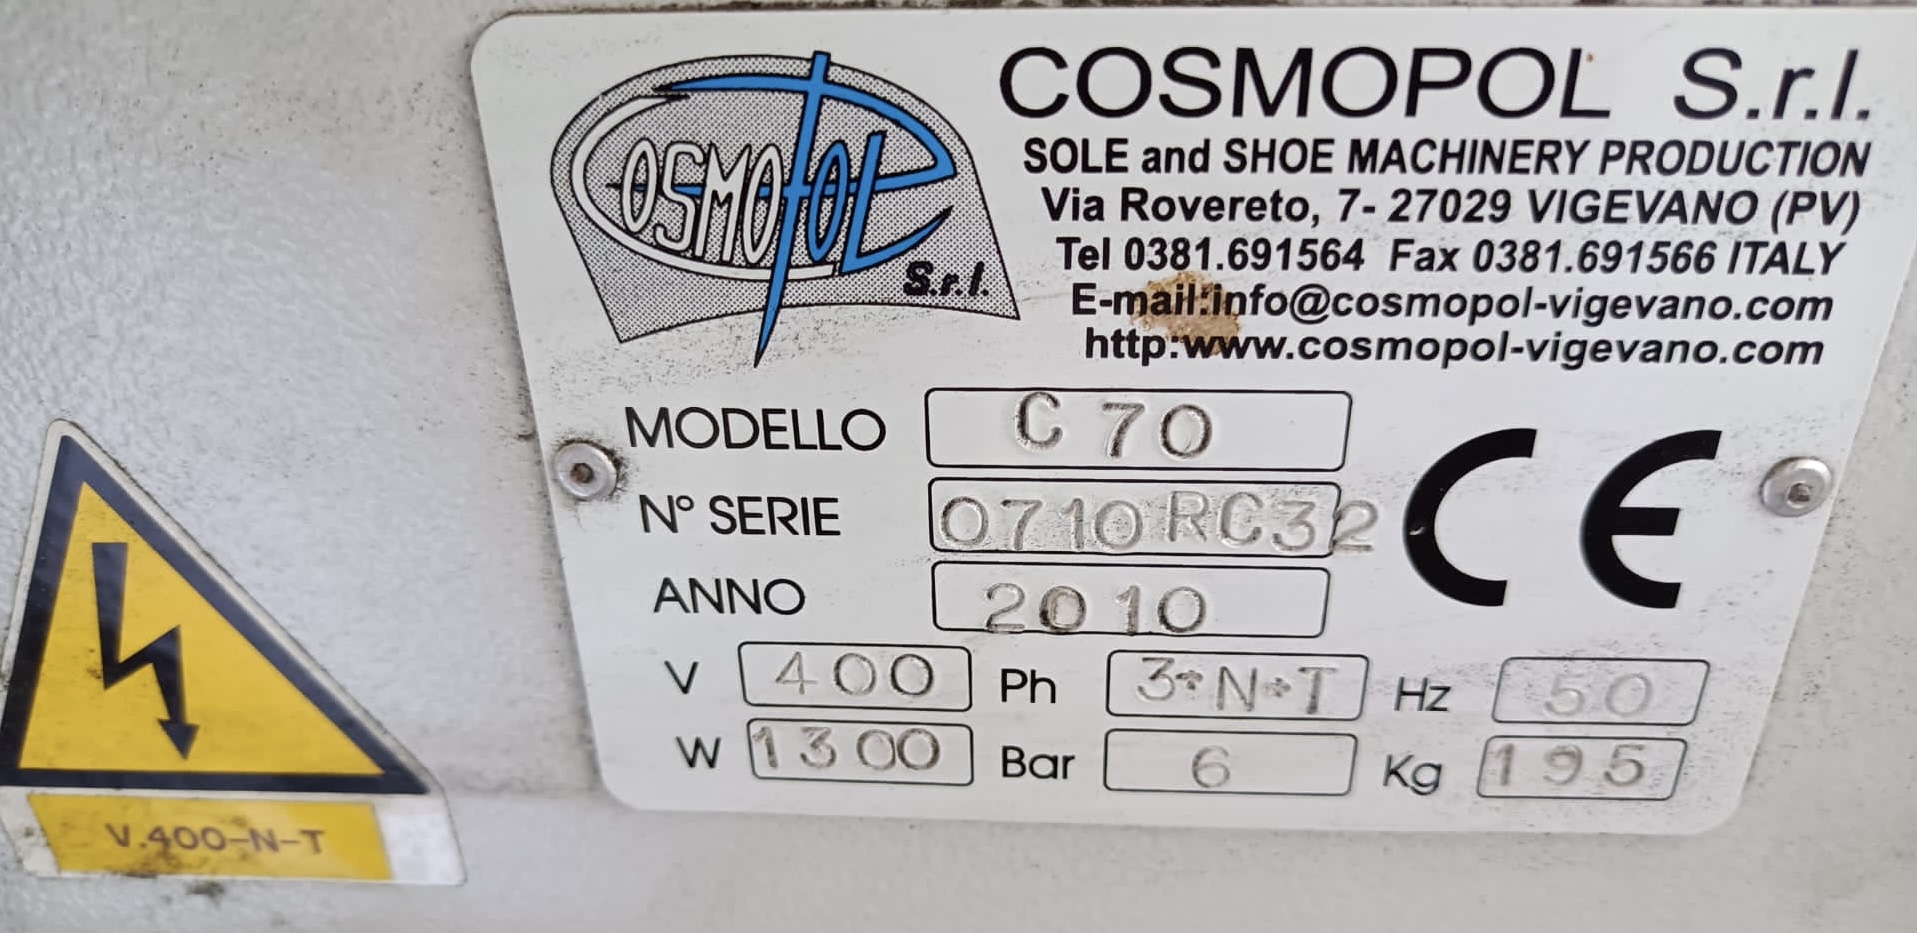 COSMOPOL S.r.l.
COSMOPOL S.r.l.
SOLE and SHOE MACHINERY PRODUCTION
Via Rovereto, 7- 27029 VIGEVANO (PV)
Tel 0381.691564 Fax 0381.691566 ITALY
E-mail:info@cosmopol-vigevano.com
http:www.cosmopol-vigevano.com
MODELLO C 70
N° SERIE 0710RC32
CE
ANNO 2010
V 400 Ph 3+N+T Hz 50
W 1300 Bar 6 Kg 195
V.400-N-T